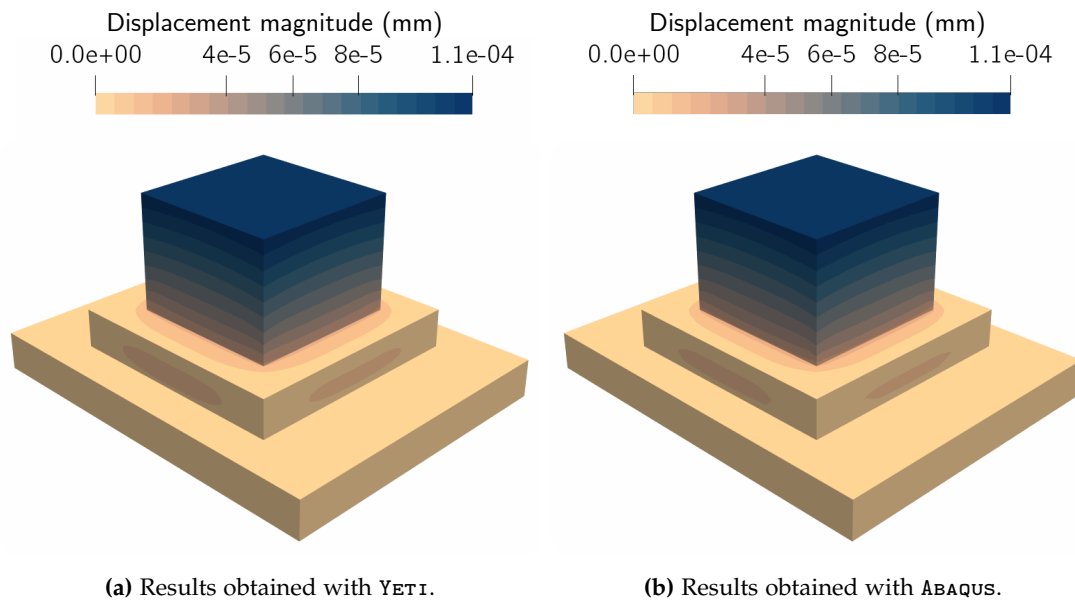 Displacement magnitude (mm)
0.0e+00 4e-5 6e-5 8e-5 1.1e-04
(a) Results obtained with YETI.
Displacement magnitude (mm)
0.0e+00 4e-5 6e-5 8e-5 1.1e-04
(b) Results obtained with ABAQUS.